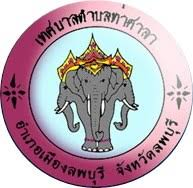 เทศบาลตำบลท่าศาลา
อำเภอเมืองลพบุรี จังหวัดลพบุรี